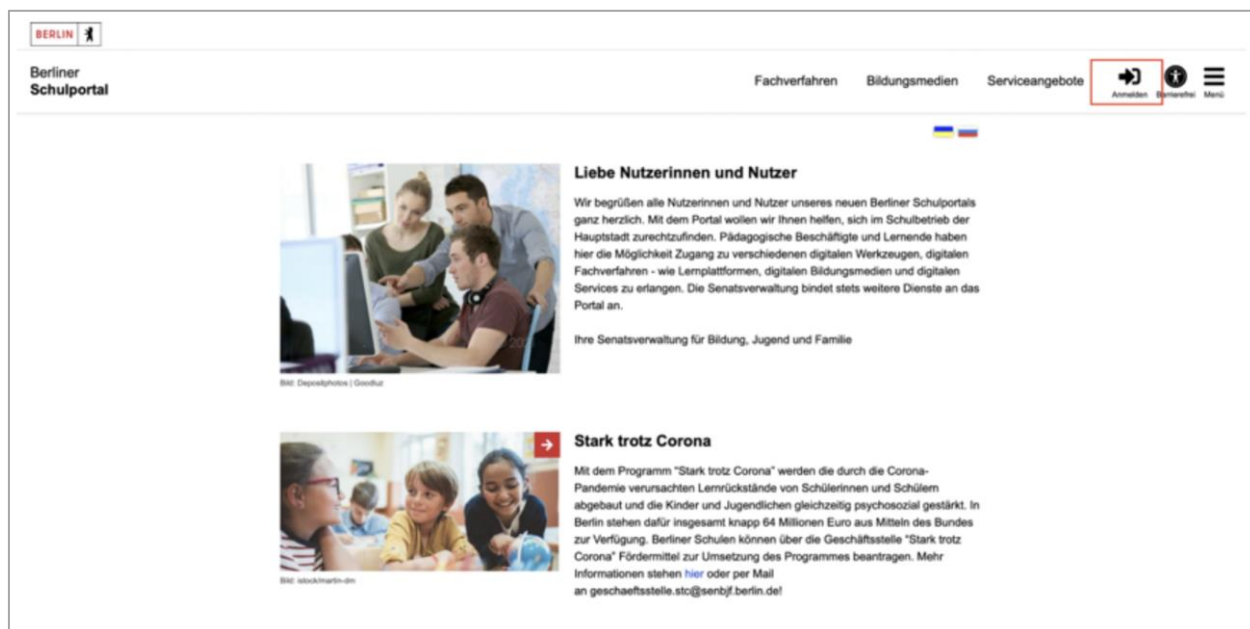 BERLIN
Berliner
Schulportal
Fachverfahren
Bildungsmedien
Serviceangebote
Anmelden
Barrierefrei
Menü
Liebe Nutzerinnen und Nutzer
Wir begrüßen alle Nutzerinnen und Nutzer unseres neuen Berliner Schulportals
ganz herzlich. Mit dem Portal wollen wir Ihnen helfen, sich im Schulbetrieb der
Hauptstadt zurechtzufinden. Pädagogische Beschäftigte und Lernende haben
hier die Möglichkeit Zugang zu verschiedenen digitalen Werkzeugen, digitalen
Fachverfahren - wie Lernplattformen, digitalen Bildungsmedien und digitalen
Services zu erlangen. Die Senatsverwaltung bindet stets weitere Dienste an das
Portal an.
Ihre Senatsverwaltung für Bildung, Jugend und Familie
Bild: Depositphotos | Goodluz
Stark trotz Corona
Mit dem Programm "Stark trotz Corona" werden die durch die Corona-
Pandemie verursachten Lernrückstände von Schülerinnen und Schülern
abgebaut und die Kinder und Jugendlichen gleichzeitig psychosozial gestärkt. In
Berlin stehen dafür insgesamt knapp 64 Millionen Euro aus Mitteln des Bundes
zur Verfügung. Berliner Schulen können über die Geschäftsstelle "Stark trotz
Corona" Fördermittel zur Umsetzung des Programmes beantragen. Mehr
Informationen stehen hier oder per Mail
an geschaeftsstelle.stc@senbjf.berlin.de!
Bild: istock/martin-dm